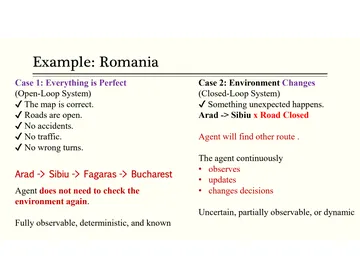 Example: Romania
Case 1: Everything is Perfect
(Open-Loop System)
✓ The map is correct.
✓ Roads are open.
✓ No accidents.
✓ No traffic.
✓ No wrong turns.
Arad -> Sibiu -> Fagaras -> Bucharest
Agent does not need to check the
environment again.
Fully observable, deterministic, and known
Case 2: Environment Changes
(Closed-Loop System)
✓ Something unexpected happens.
Arad -> Sibiu x Road Closed
Agent will find other route .
The agent continuously
• observes
• updates
• changes decisions
Uncertain, partially observable, or dynamic